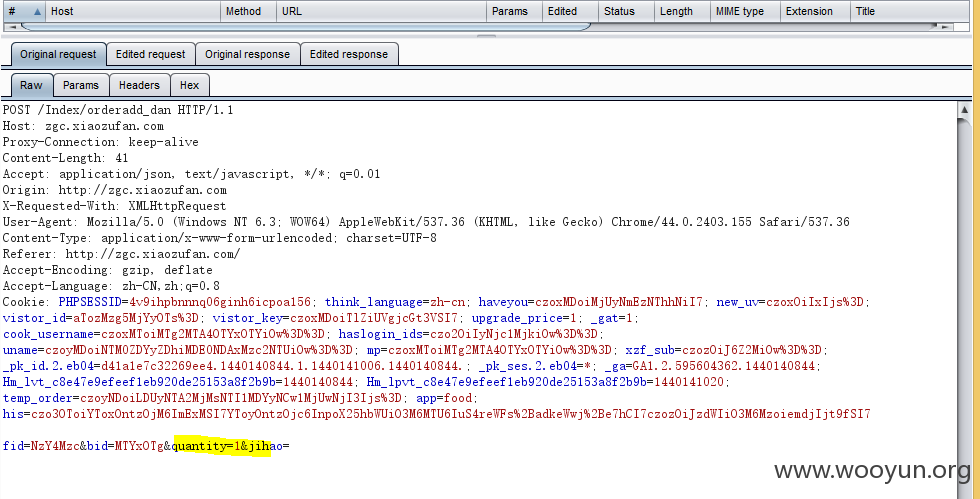 # Host Method URL Params Edited Status Length MIME type Extension Title
Original request Edited request Original response Edited response
Raw Params Headers Hex
POST /Index/orderadd_dan HTTP/1.1
Host: zgc.xiaozufan.com
Proxy-Connection: keep-alive
Content-Length: 41
Accept: application/json, text/javascript, */*; q=0.01
Origin: http://zgc.xiaozufan.com
X-Requested-With: XMLHttpRequest
User-Agent: Mozilla/5.0 (Windows NT 6.3; WOW64) AppleWebKit/537.36 (KHTML, like Gecko) Chrome/44.0.2403.155 Safari/537.36
Content-Type: application/x-www-form-urlencoded; charset=UTF-8
Referer: http://zgc.xiaozufan.com/
Accept-Encoding: gzip, deflate
Accept-Language: zh-CN,zh;q=0.8
Cookie: PHPSESSID=4v9ihpbnmnq06ginh6icpoa156; think_language=zh-cn; haveyou=czoxMDoiMjUyNmEzNThhNiI7; new_uv=czoxOiIxIjs%3D;
vistor_id=aTozMzg5MjYyOTs%3D; vistor_key=czoxMDoiT1ZiUVgjcGt3VSI7; upgrade_price=1; _gat=1;
cook_username=czoxMToiMTg2MTA4OTYxOTYiOw%3D%3D; haslogin_ids=czo2OiIyNjc1MjkiOw%3D%3D;
uname=czoyMDoiNTM0ZDYyZDhiMDE0NDAxMzc2NTUiOw%3D%3D; mp=czoxMToiMTg2MTA4OTYxOTYiOw%3D%3D; xzf_sub=czozOiJ6Z2MiOw%3D%3D;
_pk_id.2.eb04=d41a1e7c32269ee4.1440140844.1.1440141006.1440140844.; _pk_ses.2.eb04=*; _ga=GA1.2.595604362.1440140844;
Hm_lvt_c8e47e9efeef1eb920de25153a8f2b9b=1440140844; Hm_lpvt_c8e47e9efeef1eb920de25153a8f2b9b=1440141020;
temp_order=czoyNDoiLDUyNTA2MjMsNTI1MDYyNCw1MjUwNjI3Ijs%3D; app=food;
his=czo3OToiYToxOntzOjM6ImExMSI7YToyOntzOjc6InpoX25hbWUiO3M6MTU6IuS4reWFs%2BadkeWwj%2Be7hCI7czozOiJzdWIiO3M6MzoiemdjIjt9fSI7
fid=NzY4Mzc&bid=MTYxOTg&quantity=1&jihao=
www.wooyun.org